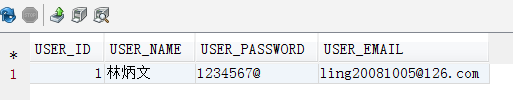 USER_ID USER_NAME USER_PASSWORD USER_EMAIL
*
1 1 林炳文 1234567@ ling20081005@126.com